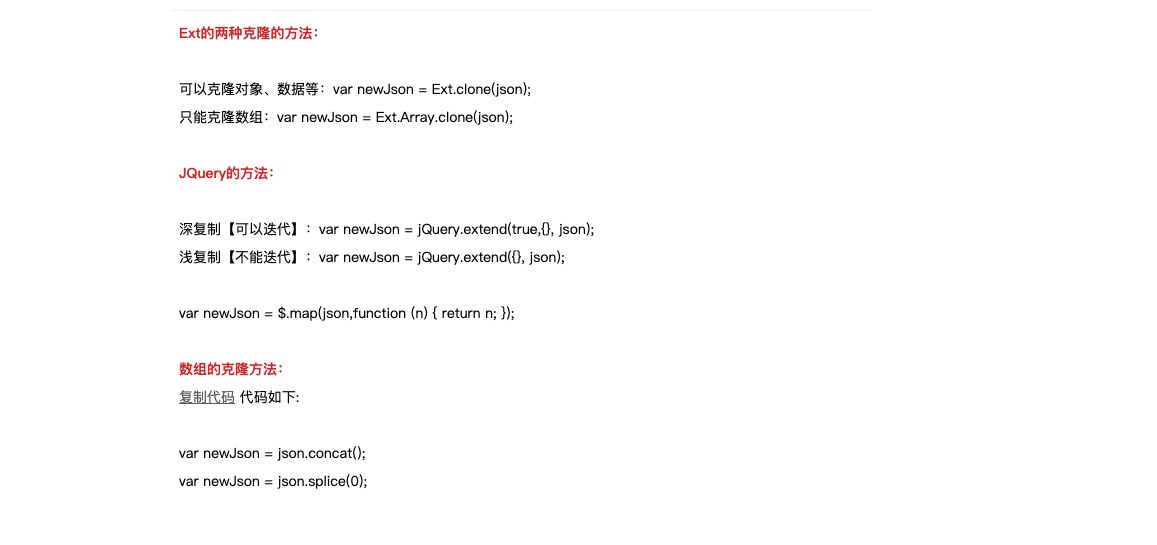 Ext的两种克隆的方法：
可以克隆对象、数据等：var newJson = Ext.clone(json);
只能克隆数组：var newJson = Ext.Array.clone(json);
JQuery的方法：
深复制【可以迭代】：var newJson = jQuery.extend(true,{}, json);
浅复制【不能迭代】：var newJson = jQuery.extend({}, json);
var newJson = $.map(json,function (n) { return n; });
数组的克隆方法：
复制代码 代码如下:
var newJson = json.concat();
var newJson = json.splice(0);